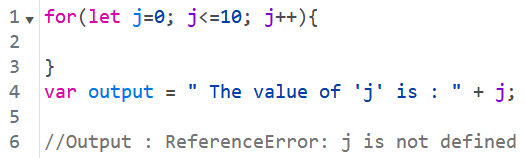 1 for(let j=0; j<=10; j++){
2
3 }
4 var output = " The value of 'j' is : " + j;
5
6 //Output : ReferenceError: j is not defined